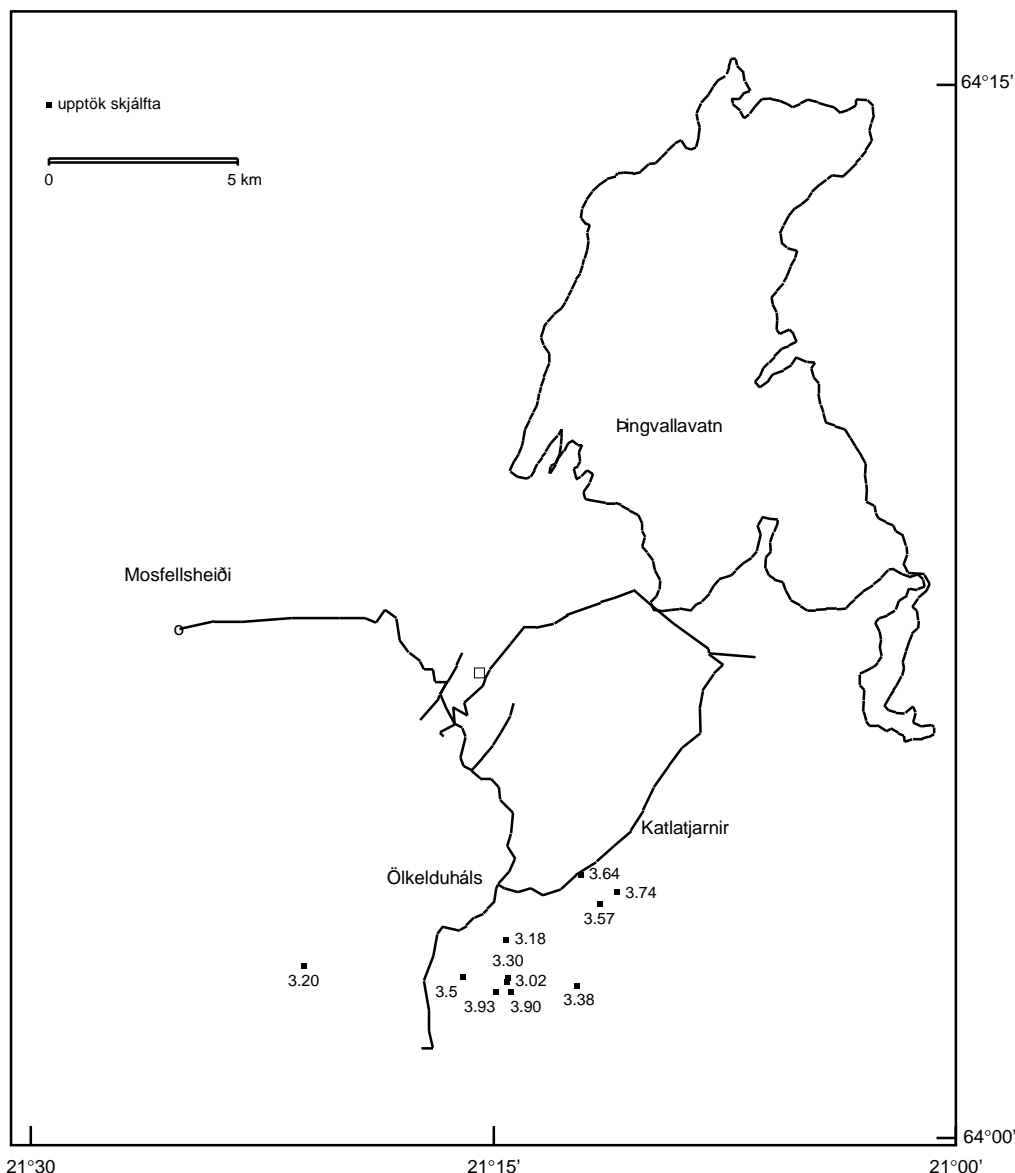 64°15'
upptök skjálfta
0 5 km
Þingvallavatn
Mosfellsheiði
Katlatjarnir
Ölkelduháls
3.64
3.74
3.57
3.18
3.30
3.20
3.5
3.02
3.38
3.93
3.90
64°00'
21°30
21°15'
21°00'